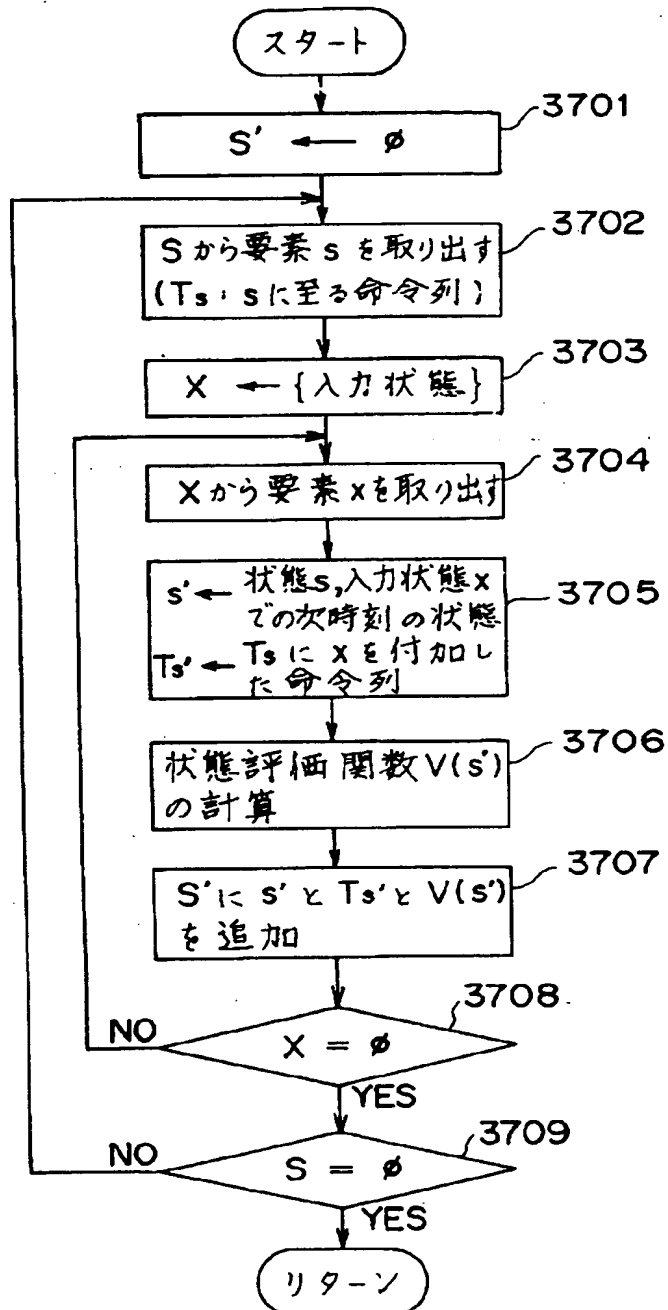 スタート
3701
S' ← ø
3702
Sから要素sを取り出す
(Ts:sに至る命令列)
3703
X ← {入力状態}
3704
Xから要素xを取り出す
3705
s' ← 状態s,入力状態x
での次時刻の状態
Ts' ← Tsにxを付加し
た命令列
3706
状態評価関数V(s')
の計算
3707
S'にs'とTs'とV(s')
を追加
3708
NO
X = ø
YES
3709
NO
S = ø
YES
リターン